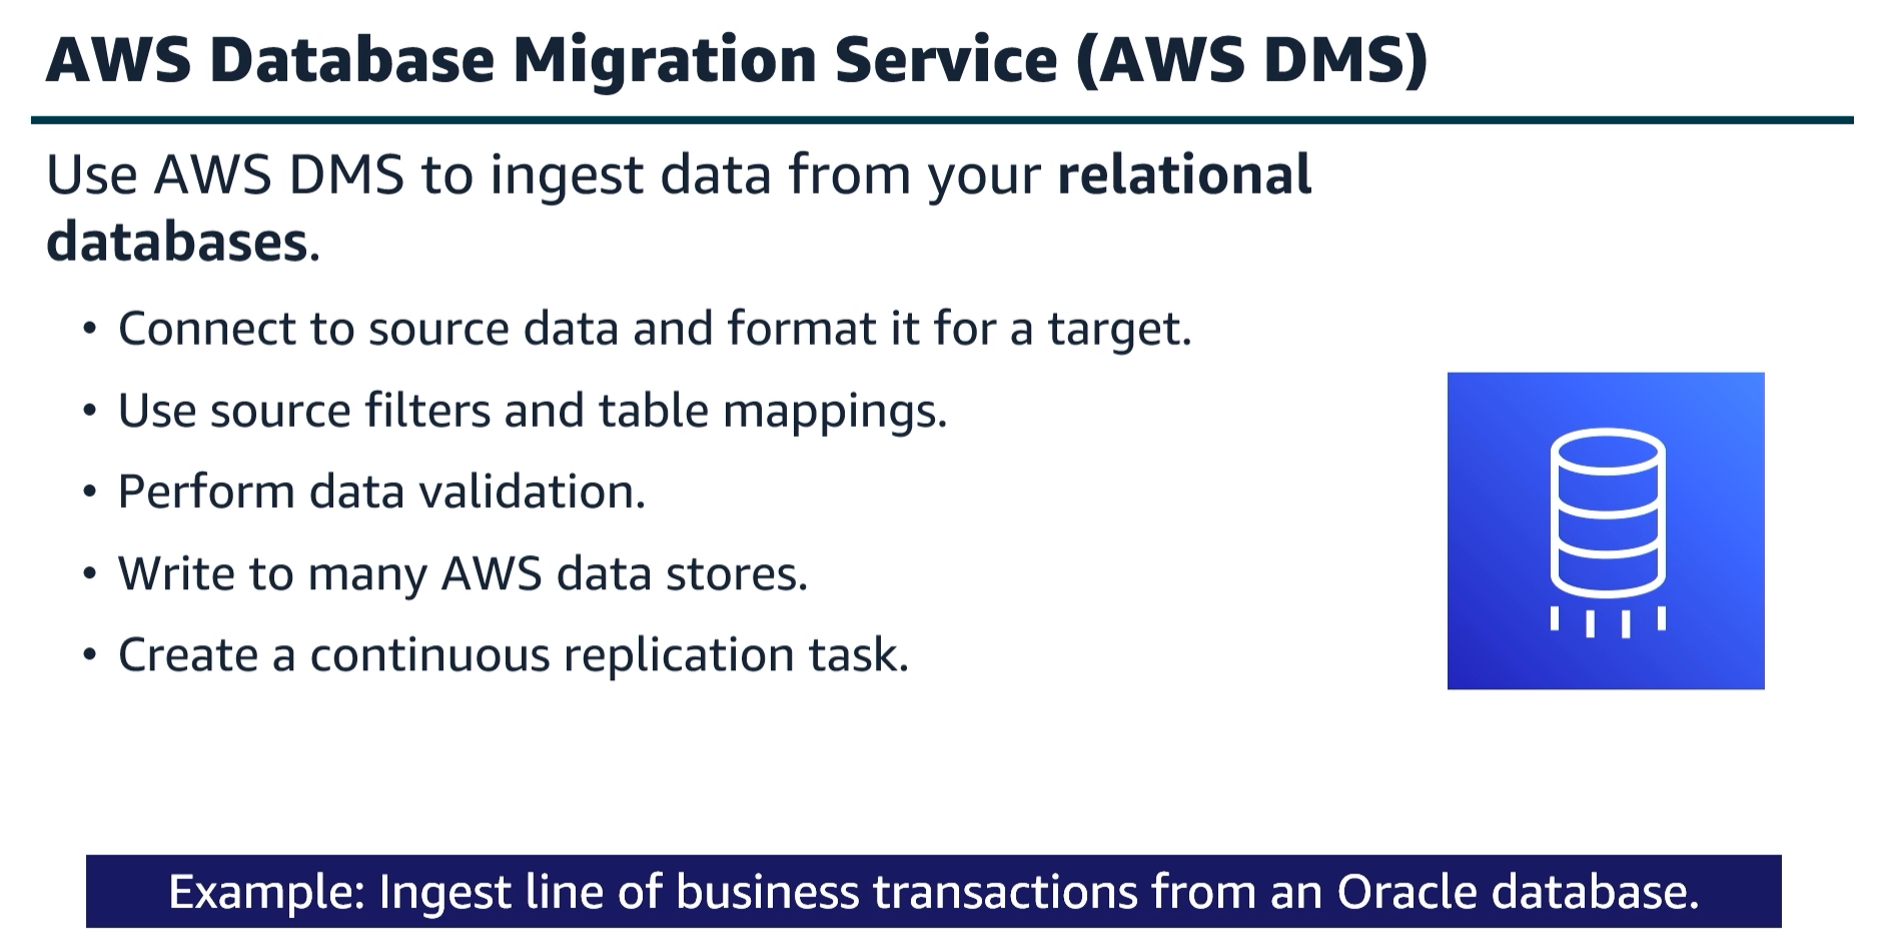 AWS Database Migration Service (AWS DMS)
Use AWS DMS to ingest data from your relational
databases.
• Connect to source data and format it for a target.
• Use source filters and table mappings.
• Perform data validation.
• Write to many AWS data stores.
• Create a continuous replication task.
Example: Ingest line of business transactions from an Oracle database.